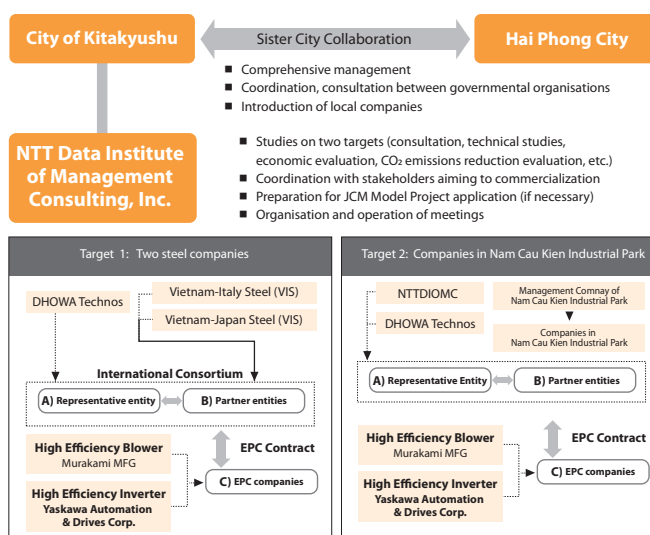 City of Kitakyushu
Sister City Collaboration
Hai Phong City
■ Comprehensive management
■ Coordination, consultation between governmental organisations
■ Introduction of local companies
NTT Data Institute
of Management
Consulting, Inc.
■ Studies on two targets (consultation, technical studies,
economic evaluation, CO₂ emissions reduction evaluation, etc.)
■ Coordination with stakeholders aiming to commercialization
■ Preparation for JCM Model Project application (if necessary)
■ Organisation and operation of meetings
Target 1: Two steel companies
DHOWA Technos
Vietnam-Italy Steel (VIS)
Vietnam-Japan Steel (VIS)
International Consortium
A) Representative entity
B) Partner entities
High Efficiency Blower
Murakami MFG
EPC Contract
High Efficiency Inverter
Yaskawa Automation
& Drives Corp.
C) EPC companies
Target 2: Companies in Nam Cau Kien Industrial Park
NTTDIOMC
DHOWA Technos
Management Comnay of
Nam Cau Kien Industrial Park
Companies in
Nam Cau Kien Industrial Park
A) Representative Entity
B) Partner entities
High Efficiency Blower
Murakami MFG
EPC Contract
High Efficiency Inverter
Yaskawa Automation
& Drives Corp.
C) EPC companies